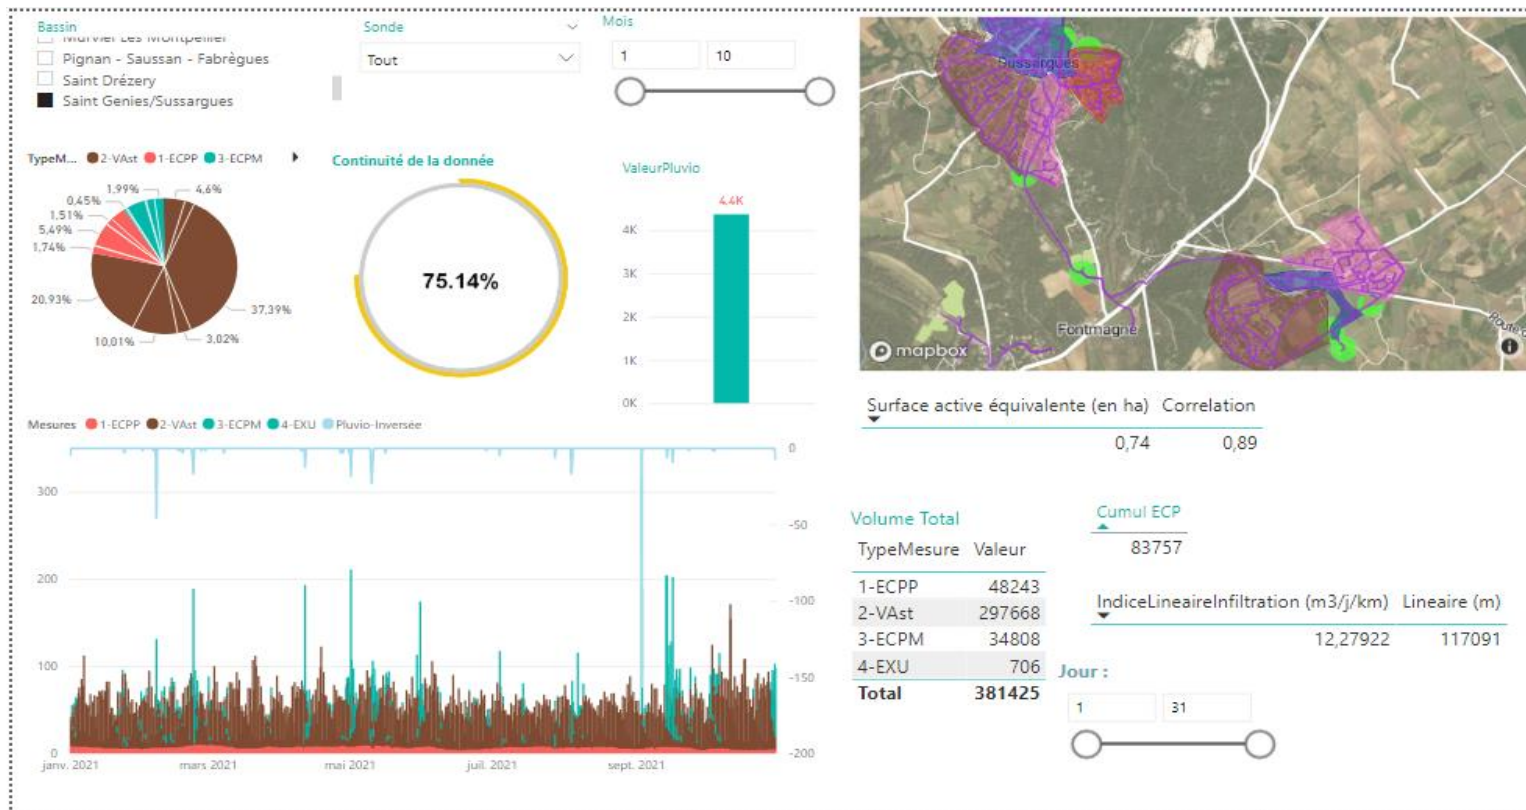 Bassin
Murviel Les Montpellier
Pignan - Saussan - Fabrègues
Saint Drézery
Saint Genies/Sussargues
Sonde
Tout
Mois
1
10
TypeM...
2-VAst
1-ECPP
3-ECPM
1,99%
4,6%
0,45%
1,51%
5,49%
1,74%
20,93%
37,39%
10,01%
3,02%
Continuité de la donnée
75.14%
ValeurPluvio
4.4K
4K
3K
2K
1K
0K
Sussargues
Fontmagne
mapbox
Surface active équivalente (en ha) Correlation
0,74 0,89
Mesures 1-ECPP 2-VAst 3-ECPM 4-EXU Pluvio-Inversée
300
200
100
0
0
-50
-100
-150
-200
janv. 2021
mars 2021
mai 2021
juil. 2021
sept. 2021
Volume Total
TypeMesure Valeur
1-ECPP 48243
2-VAst 297668
3-ECPM 34808
4-EXU 706
Total 381425
Cumul ECP
83757
IndiceLineaireInfiltration (m3/j/km) Lineaire (m)
12,27922 117091
Jour :
1
31